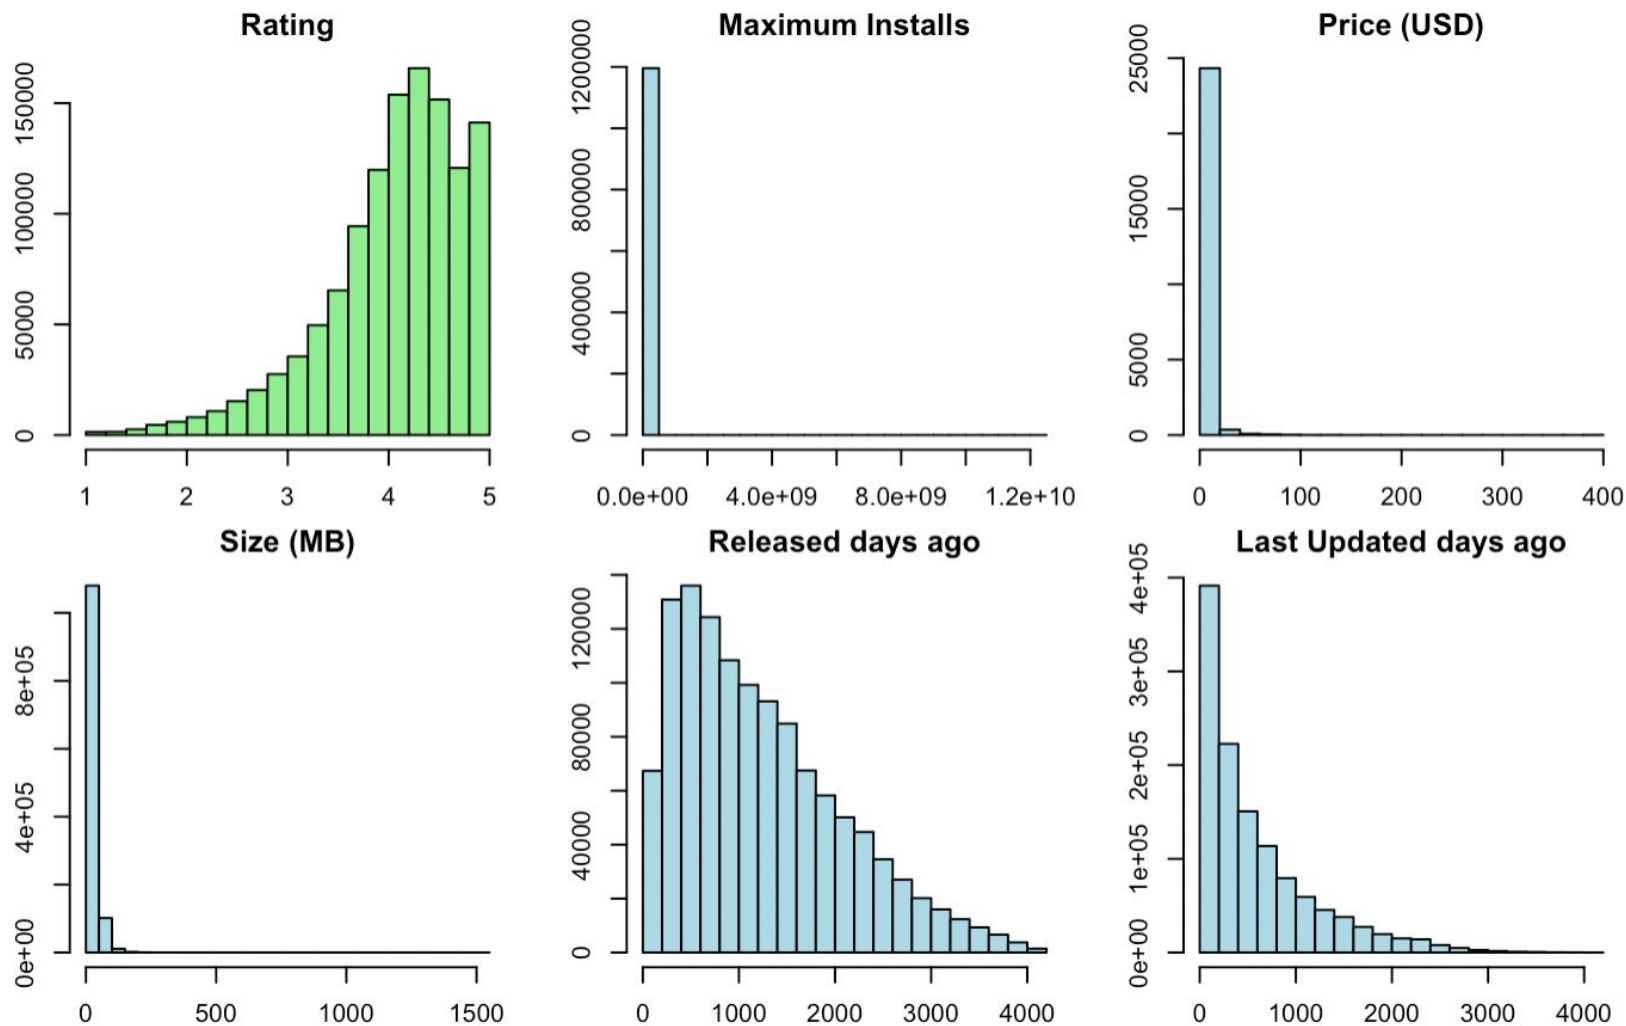 Rating
150000
100000
50000
0
1 2 3 4 5
Maximum Installs
1200000
800000
400000
0
0.0e+00 4.0e+09 8.0e+09 1.2e+10
Price (USD)
25000
15000
5000
0
0 100 200 300 400
Size (MB)
8e+05
4e+05
0e+00
0 500 1000 1500
Released days ago
120000
80000
40000
0
0 1000 2000 3000 4000
Last Updated days ago
4e+05
3e+05
2e+05
1e+05
0e+00
0 1000 2000 3000 4000